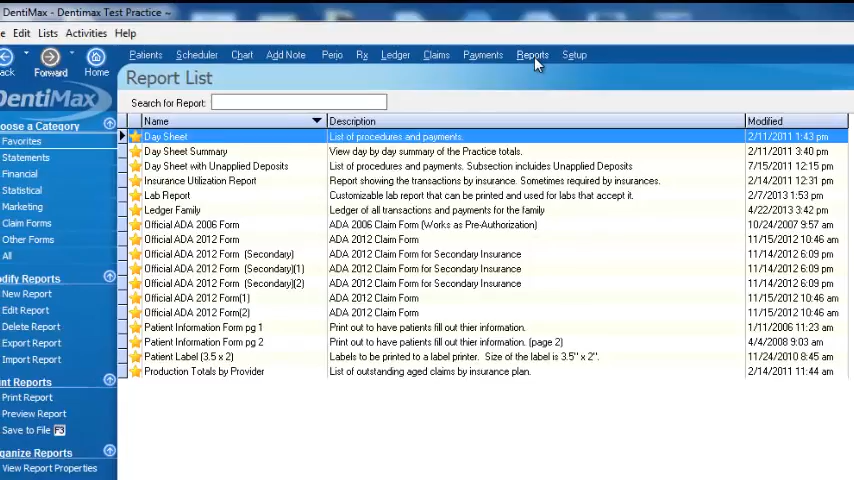 DentiMax - Dentimax Test Practice ~
e Edit Lists Activities Help
Patients Scheduler Chart Add Note Perio Rx Ledger Claims Payments Reports Setup
ack Forward Home
Report List
DentiMax
Search for Report:
oose a Category
Favorites
Statements
Financial
Statistical
Marketing
Claim Forms
Other Forms
All
odify Reports
New Report
Edit Report
Delete Report
Export Report
Import Report
int Reports
Print Report
Preview Report
Save to File F3
rganize Reports
View Report Properties
Name Description Modified
Day Sheet List of procedures and payments. 2/11/2011 1:43 pm
Day Sheet Summary View day by day summary of the Practice totals. 2/11/2011 3:40 pm
Day Sheet with Unapplied Deposits List of procedures and payments. Subsection inciudes Unapplied Deposits 7/15/2011 12:15 pm
Insurance Utilization Report Report showing the transactions by insurance. Sometimes required by insurances. 2/14/2011 12:31 pm
Lab Report Customizable lab report that can be printed and used for labs that accept it. 2/7/2013 1:53 pm
Ledger Family Ledger of all transactions and payments for the family 4/22/2013 3:42 pm
Official ADA 2006 Form ADA 2006 Claim Form (Works as Pre-Authorization) 10/24/2007 9:57 am
Official ADA 2012 Form ADA 2012 Claim Form 11/15/2012 10:46 am
Official ADA 2012 Form (Secondary) ADA 2012 Claim Form for Secondary Insurance 11/14/2012 6:09 pm
Official ADA 2012 Form (Secondary)(1) ADA 2012 Claim Form for Secondary Insurance 11/14/2012 6:09 pm
Official ADA 2012 Form (Secondary)(2) ADA 2012 Claim Form for Secondary Insurance 11/14/2012 6:09 pm
Official ADA 2012 Form(1) ADA 2012 Claim Form 11/15/2012 10:46 am
Official ADA 2012 Form(2) ADA 2012 Claim Form 11/15/2012 10:46 am
Patient Information Form pg 1 Print out to have patients fill out thier information. 1/11/2006 11:23 am
Patient Information Form pg 2 Print out to have patients fill out thier information. (page 2) 4/4/2008 9:03 am
Patient Label (3.5 x 2) Labels to be printed to a label printer. Size of the label is 3.5" x 2". 11/24/2010 8:45 am
Production Totals by Provider List of outstanding aged claims by insurance plan. 2/14/2011 11:44 am